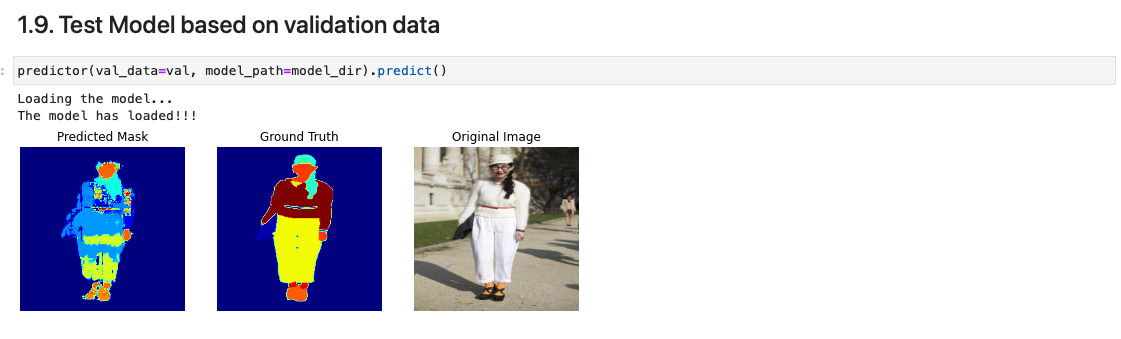 1.9. Test Model based on validation data
:
predictor(val_data=val, model_path=model_dir).predict()
Loading the model...
The model has loaded!!!
Predicted Mask
Ground Truth
Original Image